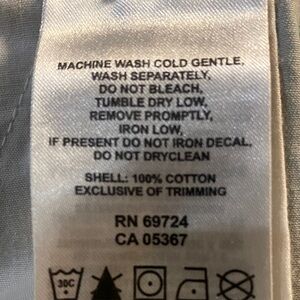 MACHINE WASH COLD GENTLE,
WASH SEPARATELY,
DO NOT BLEACH,
TUMBLE DRY LOW,
REMOVE PROMPTLY,
IRON LOW,
IF PRESENT DO NOT IRON DECAL,
DO NOT DRYCLEAN
SHELL: 100% COTTON
EXCLUSIVE OF TRIMMING
RN 69724
CA 05367
30C